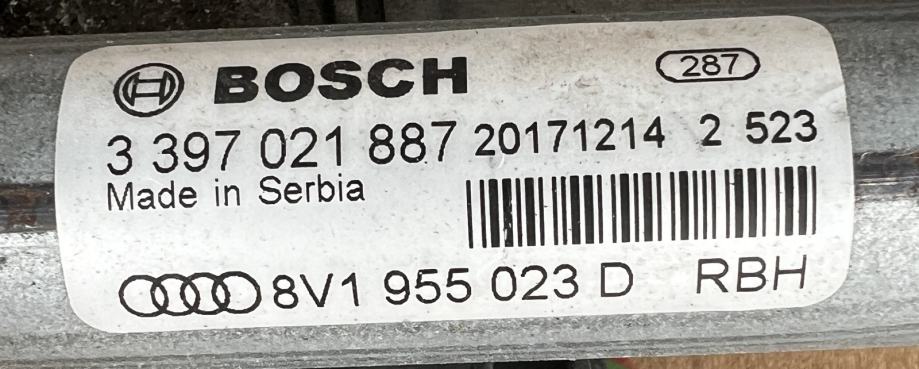 BOSCH 287
3 397 021 887 20171214 2 523
Made in Serbia
8V1 955 023 D RBH